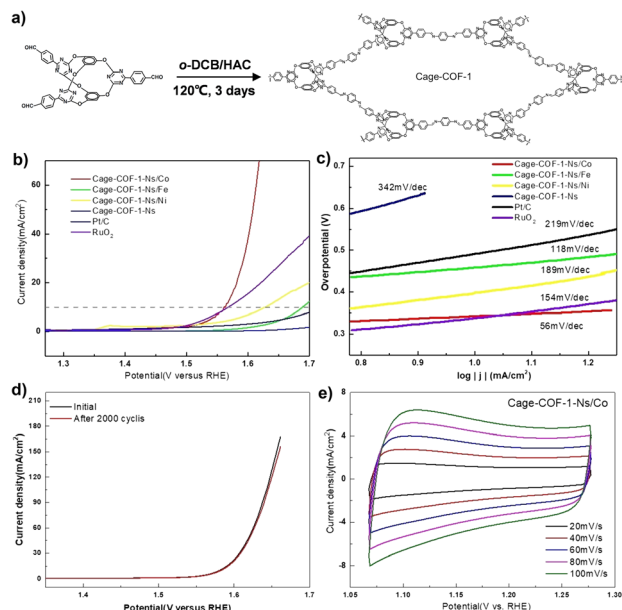 a)
CHO
CHO
CHO
o-DCB/HAC
120℃, 3 days
Cage-COF-1
b)
Cage-COF-1-Ns/Co
Cage-COF-1-Ns/Fe
Cage-COF-1-Ns/Ni
Cage-COF-1-Ns
Pt/C
RuO₂
60
40
20
10
0
Current density(mA/cm²)
1.3 1.4 1.5 1.6 1.7
Potential(V versus RHE)
c)
Cage-COF-1-Ns/Co
Cage-COF-1-Ns/Fe
Cage-COF-1-Ns/Ni
Cage-COF-1-Ns
Pt/C
RuO₂
342mV/dec
219mV/dec
118mV/dec
189mV/dec
154mV/dec
56mV/dec
0.7
0.6
0.5
0.4
0.3
Overpotential (V)
0.8 0.9 1.0 1.1 1.2
log | j | (mA/cm²)
d)
Initial
After 2000 cyclis
210
180
150
120
90
60
30
0
Current density(mA/cm²)
1.4 1.5 1.6 1.7
Potential(V versus RHE)
e)
Cage-COF-1-Ns/Co
20mV/s
40mV/s
60mV/s
80mV/s
100mV/s
8
4
0
-4
-8
Current density(mA/cm²)
1.05 1.10 1.15 1.20 1.25 1.30
Potential(V vs. RHE)